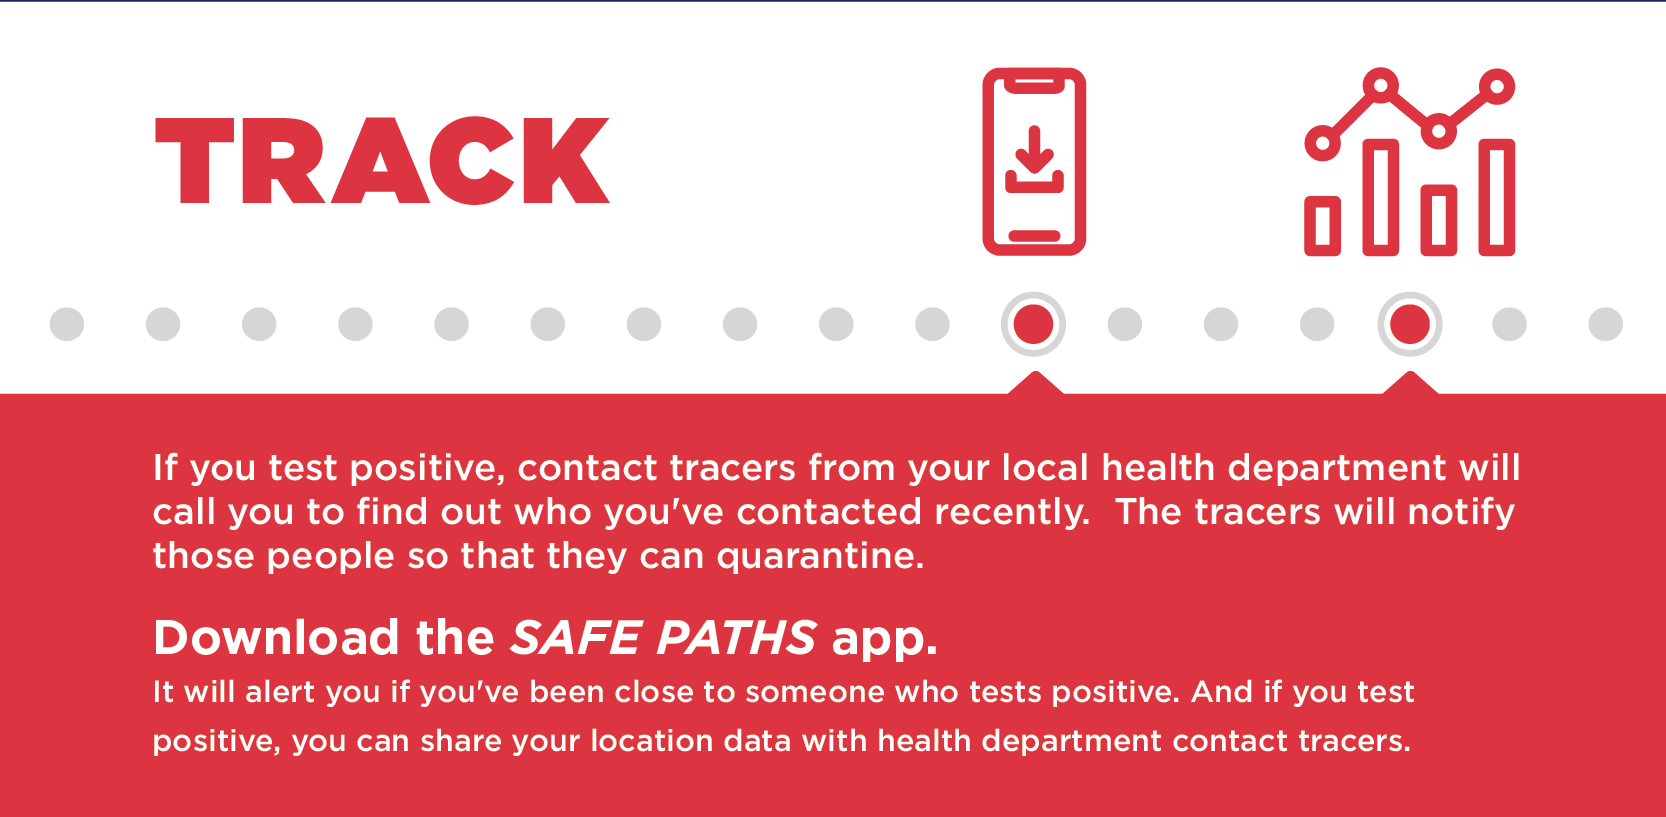 TRACK
If you test positive, contact tracers from your local health department will
call you to find out who you've contacted recently.  The tracers will notify
those people so that they can quarantine.
Download the SAFE PATHS app.
It will alert you if you've been close to someone who tests positive. And if you test
positive, you can share your location data with health department contact tracers.